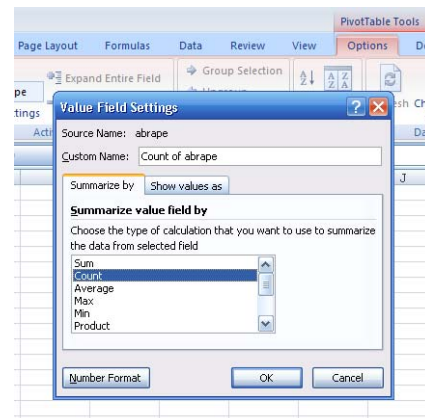 PivotTable Tools
Page Layout Formulas Data Review View Options
Expand Entire Field
Group Selection
Value Field Settings
Source Name: abrape
Custom Name: Count of abrape
Summarize by Show values as
Summarize value field by
Choose the type of calculation that you want to use to summarize
the data from selected field
Sum
Count
Average
Max
Min
Product
Number Format OK Cancel
J